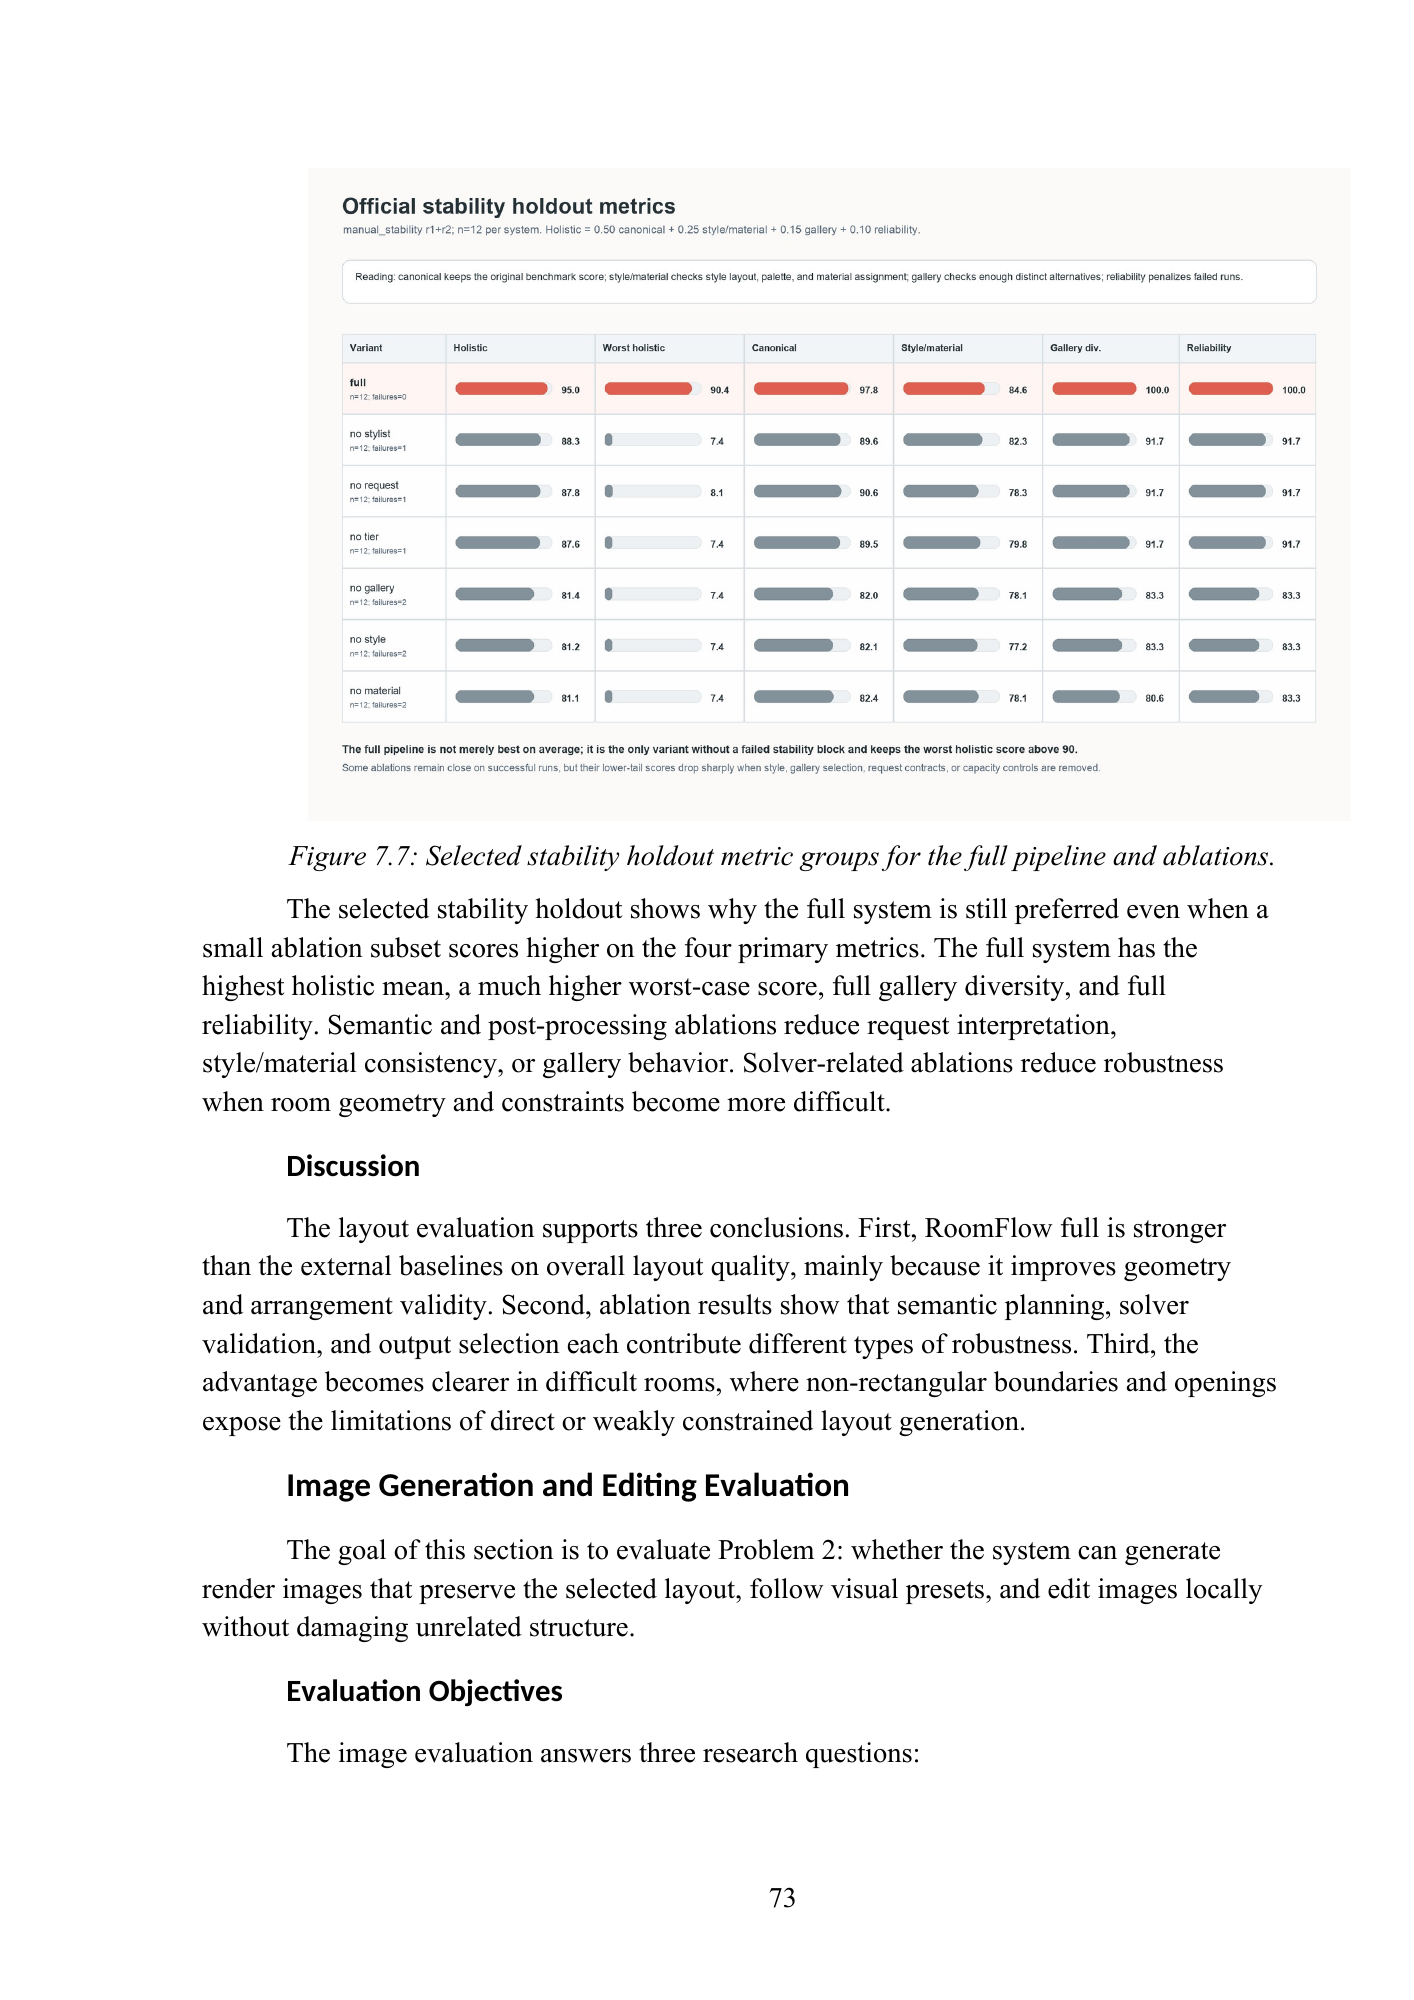 Official stability holdout metrics
manual_stability r1+r2; n=12 per system. Holistic = 0.50 canonical + 0.25 style/material + 0.15 gallery + 0.10 reliability.
Reading: canonical keeps the original benchmark score; style/material checks style layout, palette, and material assignment; gallery checks enough distinct alternatives; reliability penalizes failed runs.
Variant Holistic Worst holistic Canonical Style/material Gallery div. Reliability
full 95.0 90.4 97.8 84.6 100.0 100.0
n=12; failures=0
no stylist 88.3 7.4 89.6 82.3 91.7 91.7
n=12; failures=1
no request 87.8 8.1 90.6 78.3 91.7 91.7
n=12; failures=1
no tier 87.6 7.4 89.5 79.8 91.7 91.7
n=12; failures=1
no gallery 81.4 7.4 82.0 78.1 83.3 83.3
n=12; failures=2
no style 81.2 7.4 82.1 77.2 83.3 83.3
n=12; failures=2
no material 81.1 7.4 82.4 78.1 80.6 83.3
n=12; failures=2
The full pipeline is not merely best on average; it is the only variant without a failed stability block and keeps the worst holistic score above 90.
Some ablations remain close on successful runs, but their lower-tail scores drop sharply when style, gallery selection, request contracts, or capacity controls are removed.
Figure 7.7: Selected stability holdout metric groups for the full pipeline and ablations.
The selected stability holdout shows why the full system is still preferred even when a
small ablation subset scores higher on the four primary metrics. The full system has the
highest holistic mean, a much higher worst-case score, full gallery diversity, and full
reliability. Semantic and post-processing ablations reduce request interpretation,
style/material consistency, or gallery behavior. Solver-related ablations reduce robustness
when room geometry and constraints become more difficult.
Discussion
The layout evaluation supports three conclusions. First, RoomFlow full is stronger
than the external baselines on overall layout quality, mainly because it improves geometry
and arrangement validity. Second, ablation results show that semantic planning, solver
validation, and output selection each contribute different types of robustness. Third, the
advantage becomes clearer in difficult rooms, where non-rectangular boundaries and openings
expose the limitations of direct or weakly constrained layout generation.
Image Generation and Editing Evaluation
The goal of this section is to evaluate Problem 2: whether the system can generate
render images that preserve the selected layout, follow visual presets, and edit images locally
without damaging unrelated structure.
Evaluation Objectives
The image evaluation answers three research questions:
73